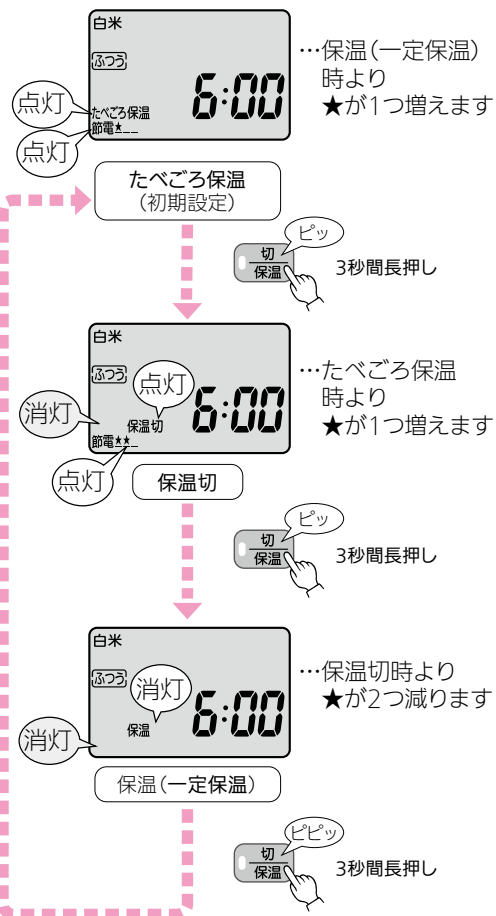 白米
ふつう
6:00
点灯
たべごろ保温
節電★__
点灯
…保温(一定保温)
時より
★が1つ増えます
たべごろ保温
(初期設定)
ピッ
切
保温
3秒間長押し
白米
ふつう
点灯
6:00
消灯
保温切
節電★★_
点灯
…たべごろ保温
時より
★が1つ増えます
保温切
ピッ
切
保温
3秒間長押し
白米
ふつう
消灯
6:00
保温
消灯
…保温切時より
★が2つ減ります
保温(一定保温)
ピピッ
切
保温
3秒間長押し